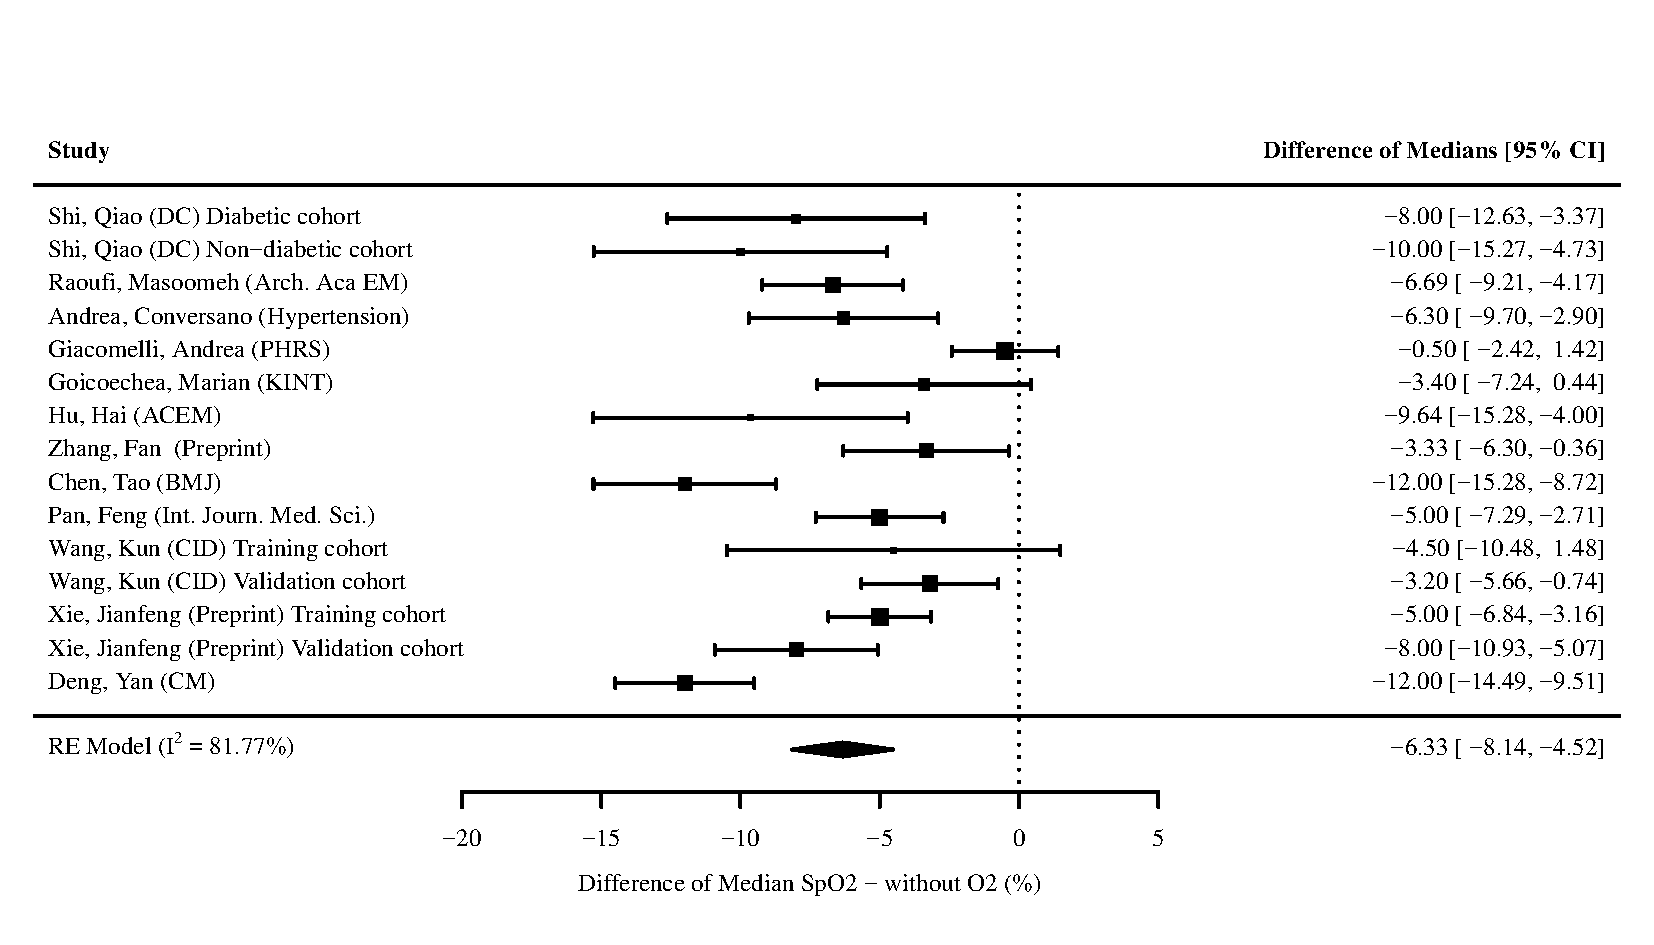 Study Difference of Medians [95% CI]
Shi, Qiao (DC) Diabetic cohort −8.00 [−12.63, −3.37]
Shi, Qiao (DC) Non−diabetic cohort −10.00 [−15.27, −4.73]
Raoufi, Masoomeh (Arch. Aca EM) −6.69 [ −9.21, −4.17]
Andrea, Conversano (Hypertension) −6.30 [ −9.70, −2.90]
Giacomelli, Andrea (PHRS) −0.50 [ −2.42, 1.42]
Goicoechea, Marian (KINT) −3.40 [ −7.24, 0.44]
Hu, Hai (ACEM) −9.64 [−15.28, −4.00]
Zhang, Fan (Preprint) −3.33 [ −6.30, −0.36]
Chen, Tao (BMJ) −12.00 [−15.28, −8.72]
Pan, Feng (Int. Journ. Med. Sci.) −5.00 [ −7.29, −2.71]
Wang, Kun (CID) Training cohort −4.50 [−10.48, 1.48]
Wang, Kun (CID) Validation cohort −3.20 [ −5.66, −0.74]
Xie, Jianfeng (Preprint) Training cohort −5.00 [ −6.84, −3.16]
Xie, Jianfeng (Preprint) Validation cohort −8.00 [−10.93, −5.07]
Deng, Yan (CM) −12.00 [−14.49, −9.51]
RE Model (I² = 81.77%) −6.33 [ −8.14, −4.52]
−20 −15 −10 −5 0 5
Difference of Median SpO2 − without O2 (%)